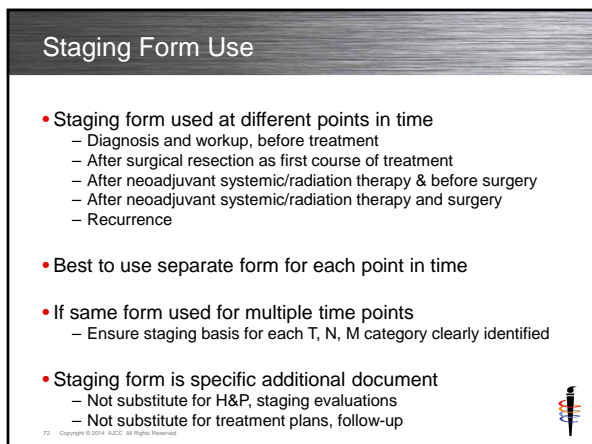 Staging Form Use
• Staging form used at different points in time
– Diagnosis and workup, before treatment
– After surgical resection as first course of treatment
– After neoadjuvant systemic/radiation therapy & before surgery
– After neoadjuvant systemic/radiation therapy and surgery
– Recurrence
• Best to use separate form for each point in time
• If same form used for multiple time points
– Ensure staging basis for each T, N, M category clearly identified
• Staging form is specific additional document
– Not substitute for H&P, staging evaluations
– Not substitute for treatment plans, follow-up
72 Copyright © 2014 AJCC All Rights Reserved